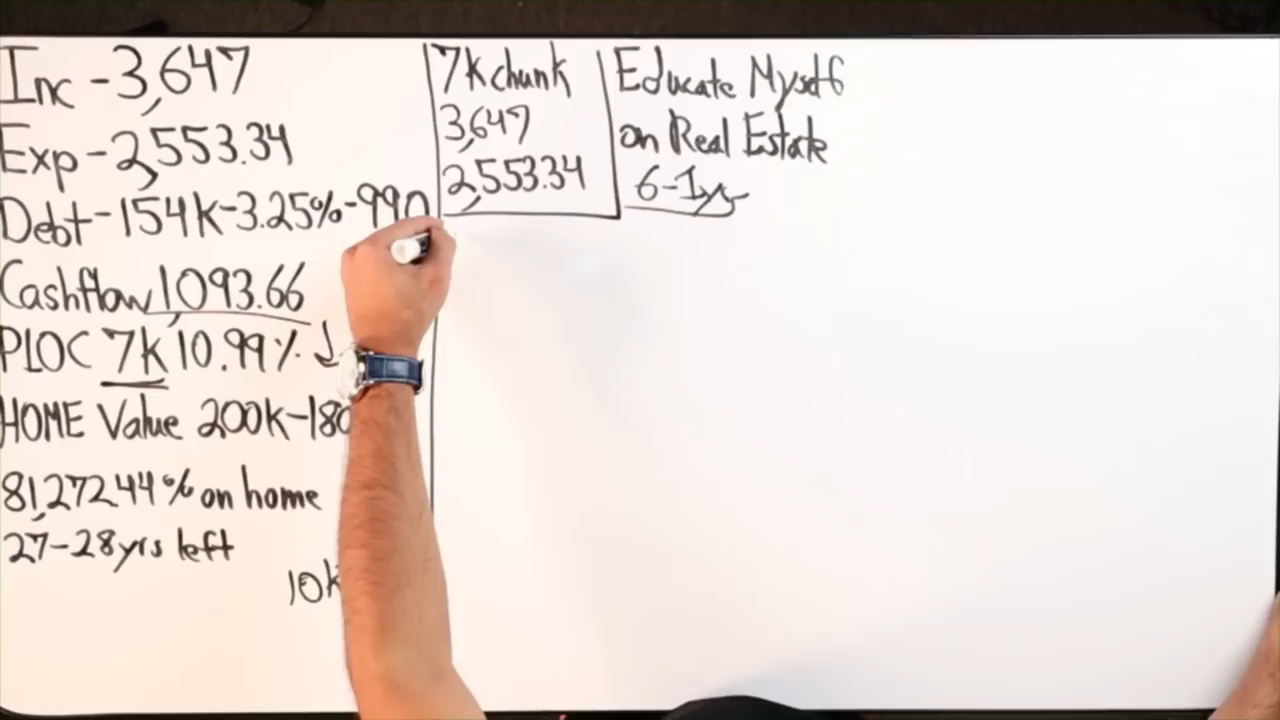 Inc - 3,647
Exp - 2,553.34
Debt - 154K - 3.25% - 990
Cashflow 1,093.66
PLOC 7K 10.99% ↓
HOME Value 200K - 180
81,272.44 % on home
27-28yrs left
10K
7K chunk
3,647
2,553.34
Educate Myself
on Real Estate
6-1yr